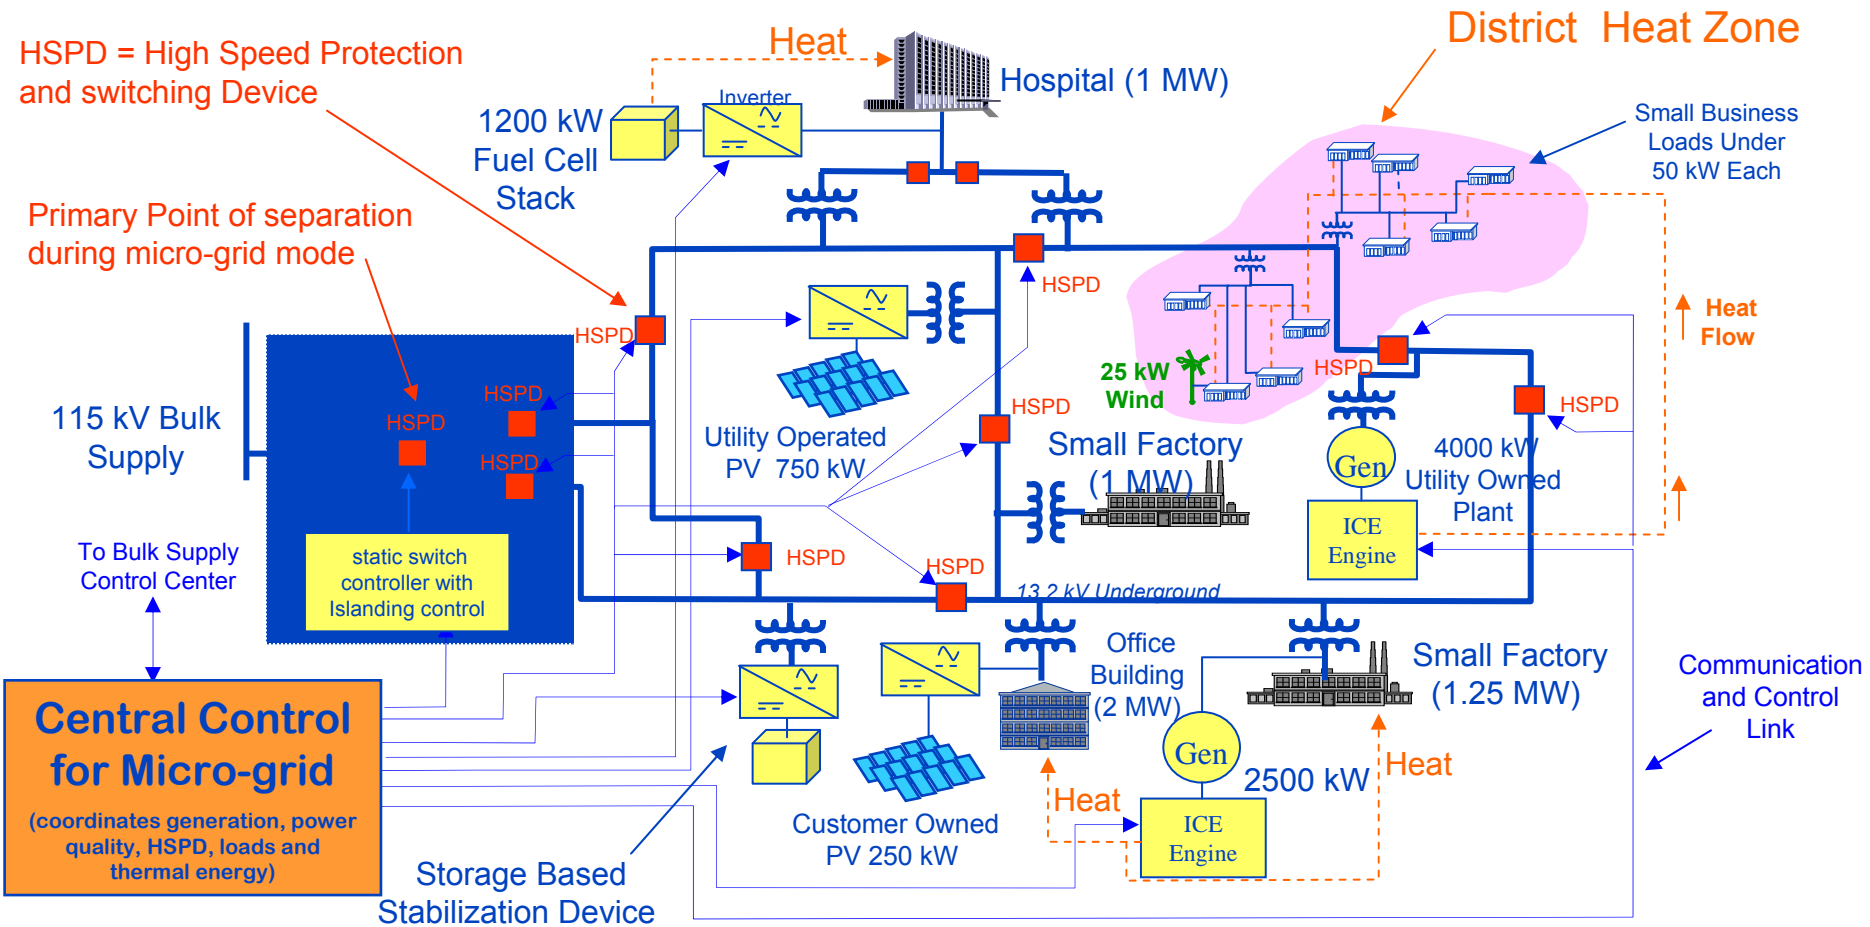 HSPD = High Speed Protection
and switching Device
Heat
District Heat Zone
Hospital (1 MW)
Inverter
1200 kW
Fuel Cell
Stack
Small Business
Loads Under
50 kW Each
Primary Point of separation
during micro-grid mode
HSPD
HSPD
Heat
Flow
HSPD
25 kW
Wind
HSPD
HSPD
HSPD
HSPD
HSPD
115 kV Bulk
Supply
Utility Operated
PV 750 kW
Small Factory
(1 MW)
Gen
4000 kW
Utility Owned
Plant
HSPD
ICE
Engine
To Bulk Supply
Control Center
static switch
controller with
Islanding control
HSPD
HSPD
13.2 kV Underground
Office
Building
(2 MW)
Small Factory
(1.25 MW)
Communication
and Control
Link
Central Control
for Micro-grid
(coordinates generation, power
quality, HSPD, loads and
thermal energy)
Gen
2500 kW
Heat
Heat
Customer Owned
PV 250 kW
ICE
Engine
Storage Based
Stabilization Device